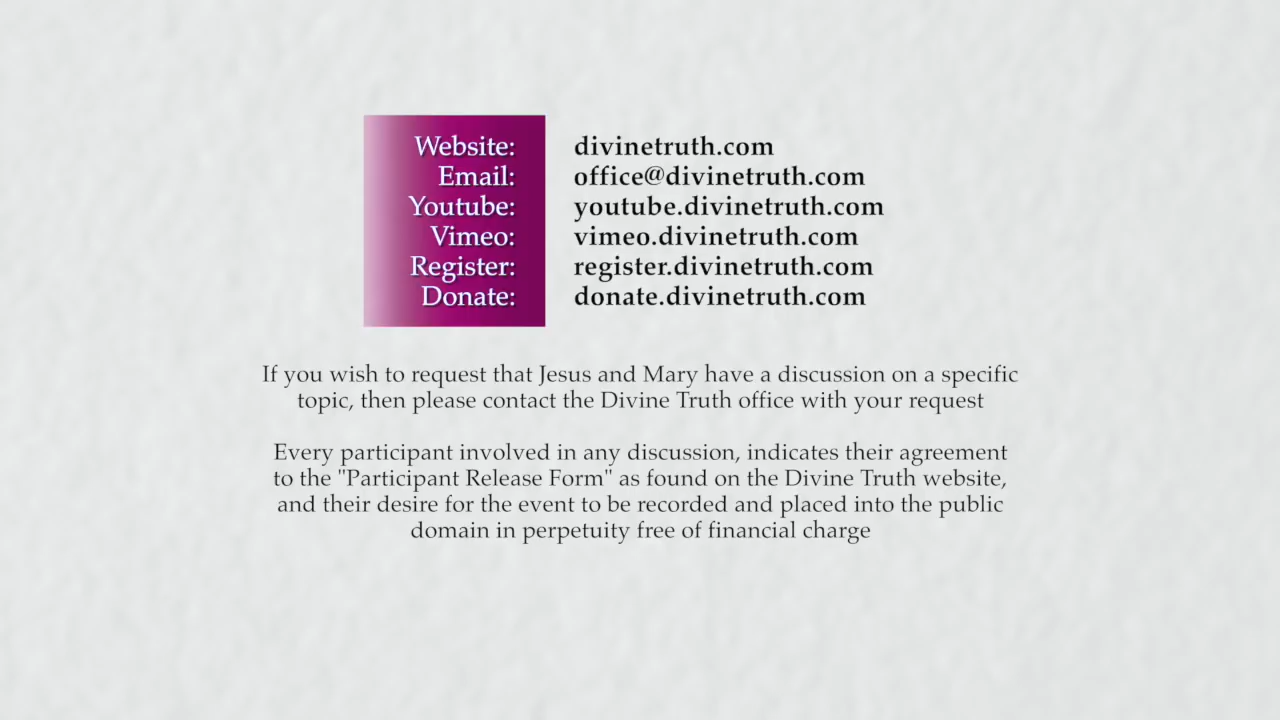 Website: divinetruth.com
Email: office@divinetruth.com
Youtube: youtube.divinetruth.com
Vimeo: vimeo.divinetruth.com
Register: register.divinetruth.com
Donate: donate.divinetruth.com
If you wish to request that Jesus and Mary have a discussion on a specific
topic, then please contact the Divine Truth office with your request
Every participant involved in any discussion, indicates their agreement
to the "Participant Release Form" as found on the Divine Truth website,
and their desire for the event to be recorded and placed into the public
domain in perpetuity free of financial charge